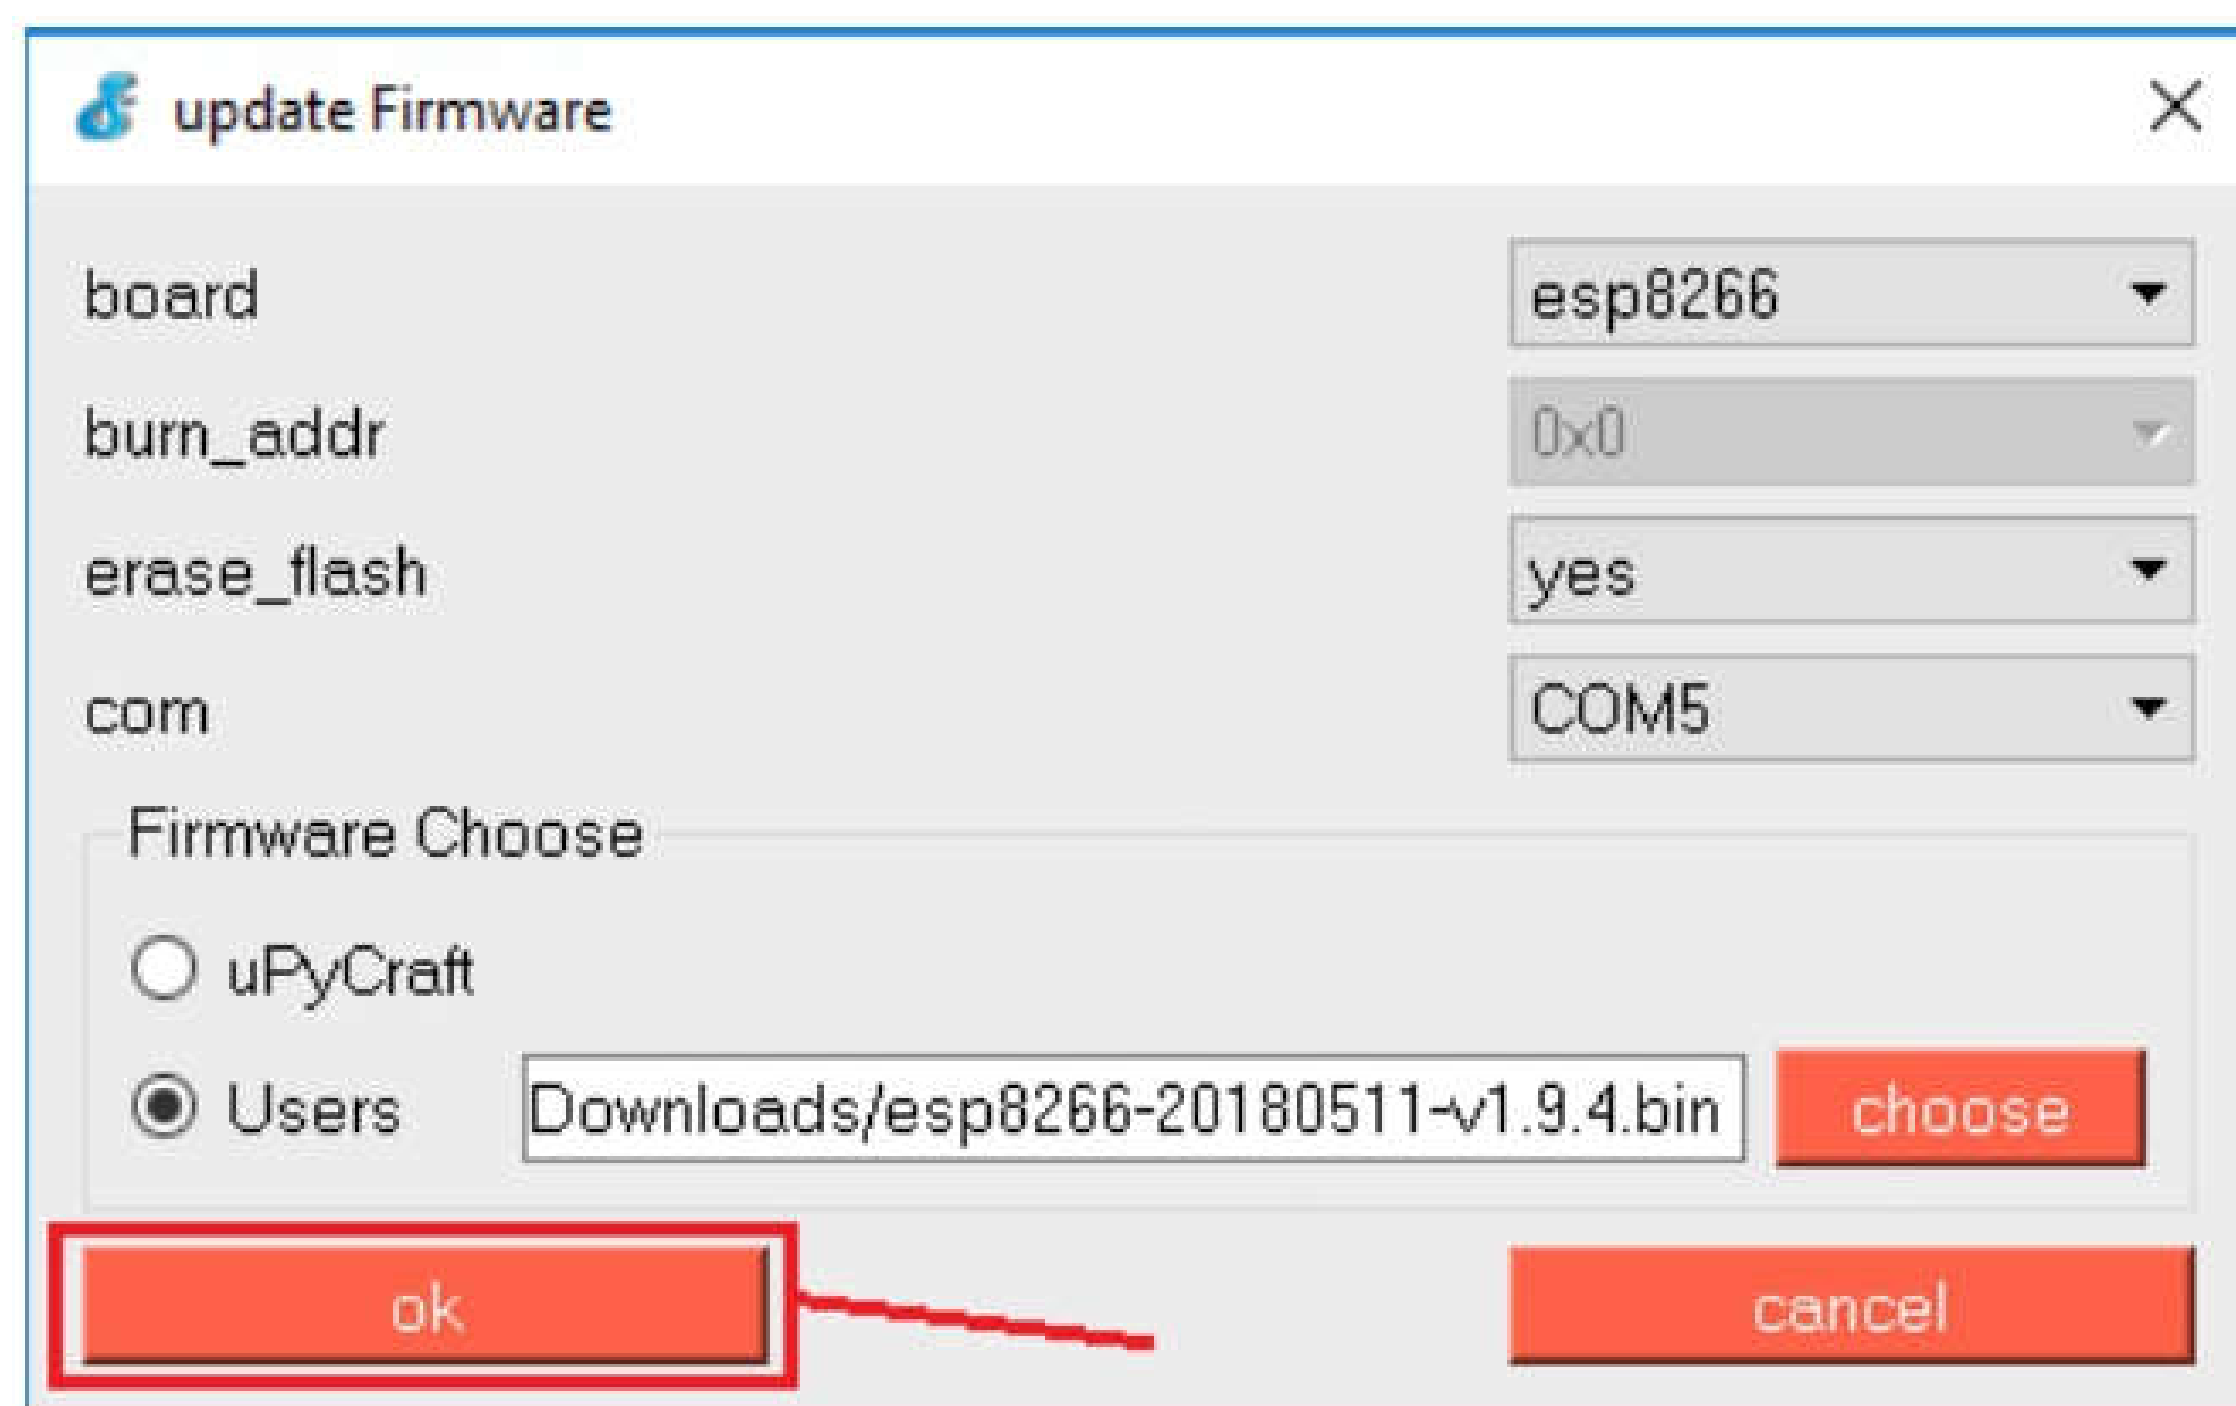 update Firmware
board esp8266
burn_addr 0x0
erase_flash yes
com COM5
Firmware Choose
uPyCraft
Users Downloads/esp8266-20180511-v1.9.4.bin choose
ok cancel